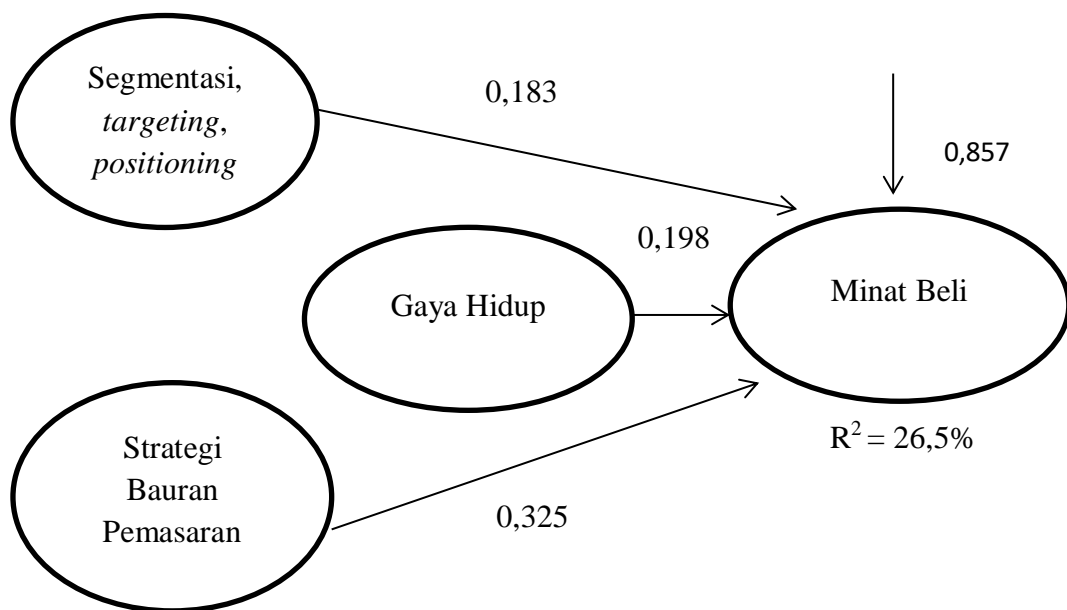 Segmentasi,
targeting,
positioning
0,183
0,857
0,198
Gaya Hidup
Minat Beli
R² = 26,5%
Strategi
Bauran
Pemasaran
0,325